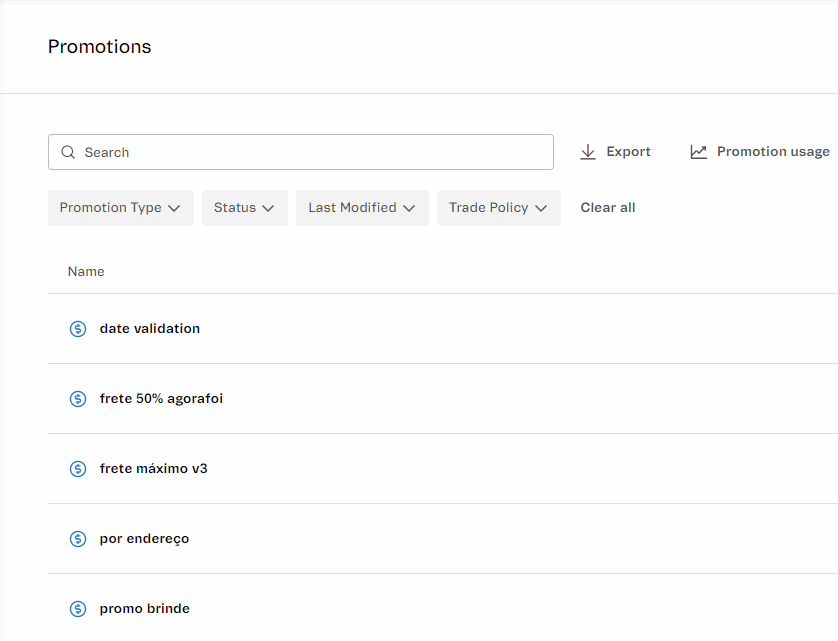 Promotions
Search
Export
Promotion usage
Promotion Type
Status
Last Modified
Trade Policy
Clear all
Name
date validation
frete 50% agorafoi
frete máximo v3
por endereço
promo brinde